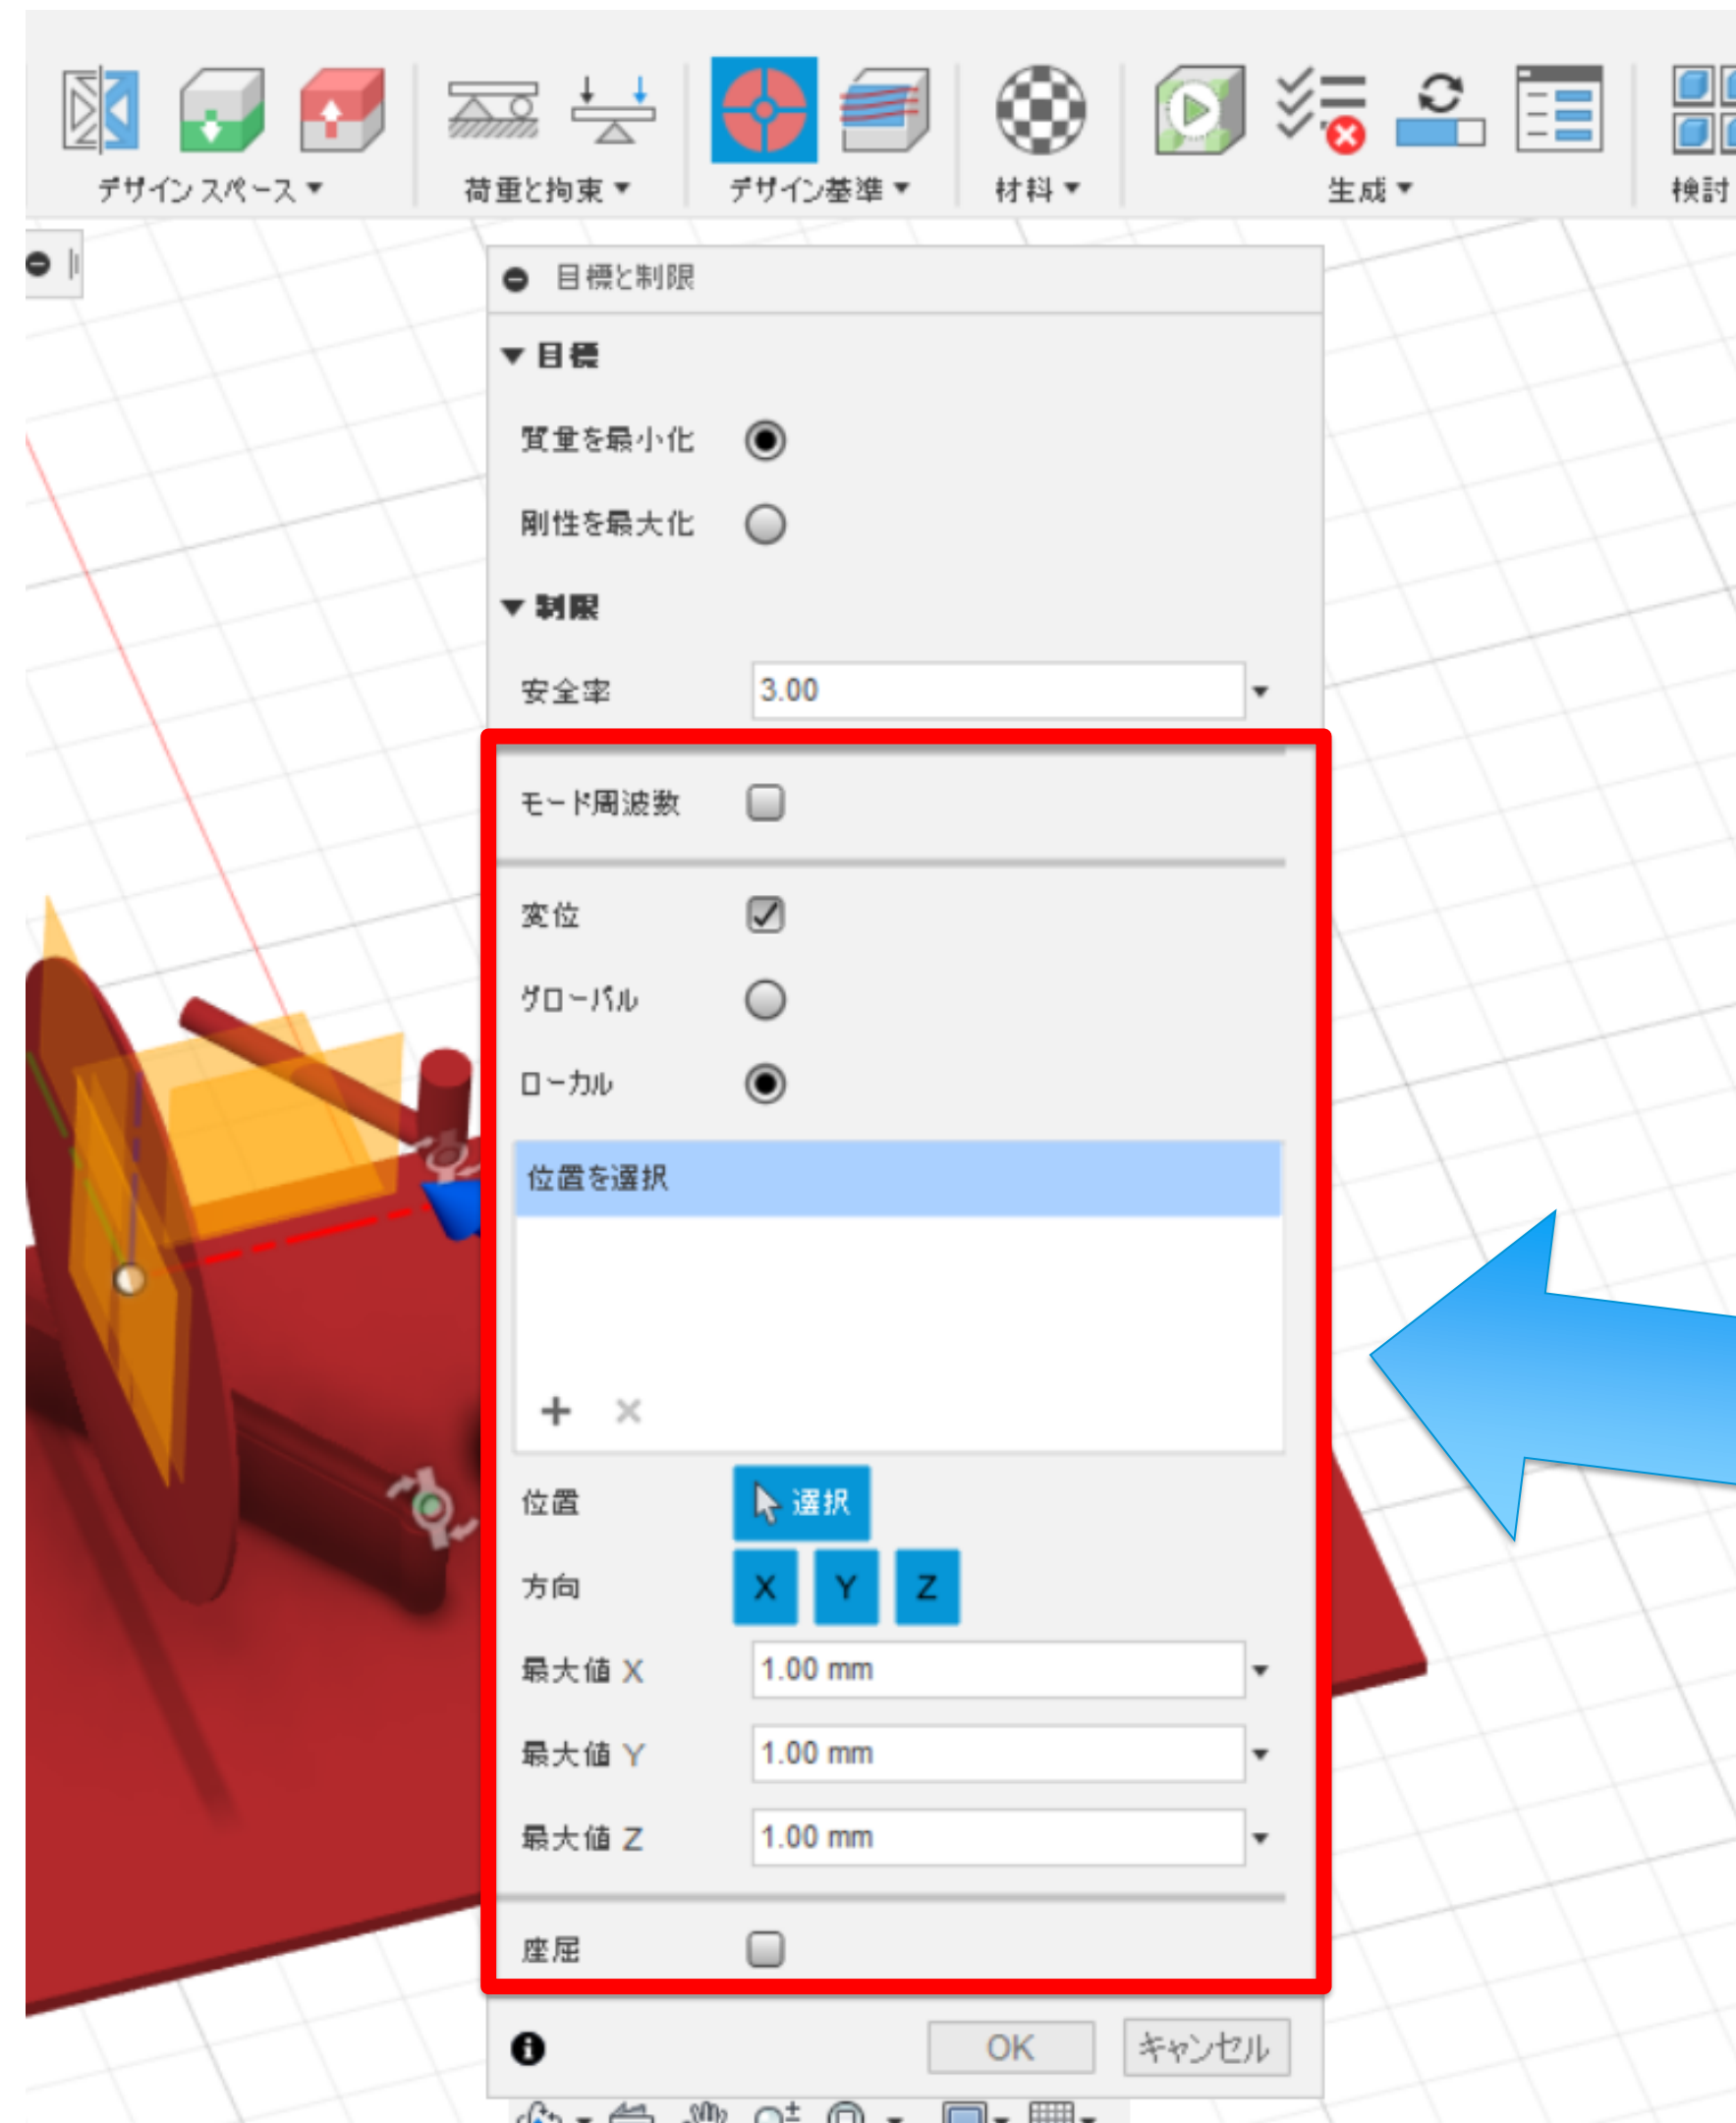 デザイン スペース ▼ 荷重と拘束 ▼ デザイン基準 ▼ 材料 ▼ 生成 ▼ 検討
目標と制限
▼ 目標
質量を最小化
剛性を最大化
▼ 制限
安全率 3.00
モード周波数
変位
グローバル
ローカル
位置を選択
位置 選択
方向 X Y Z
最大値 X 1.00 mm
最大値 Y 1.00 mm
最大値 Z 1.00 mm
座屈
OK キャンセル